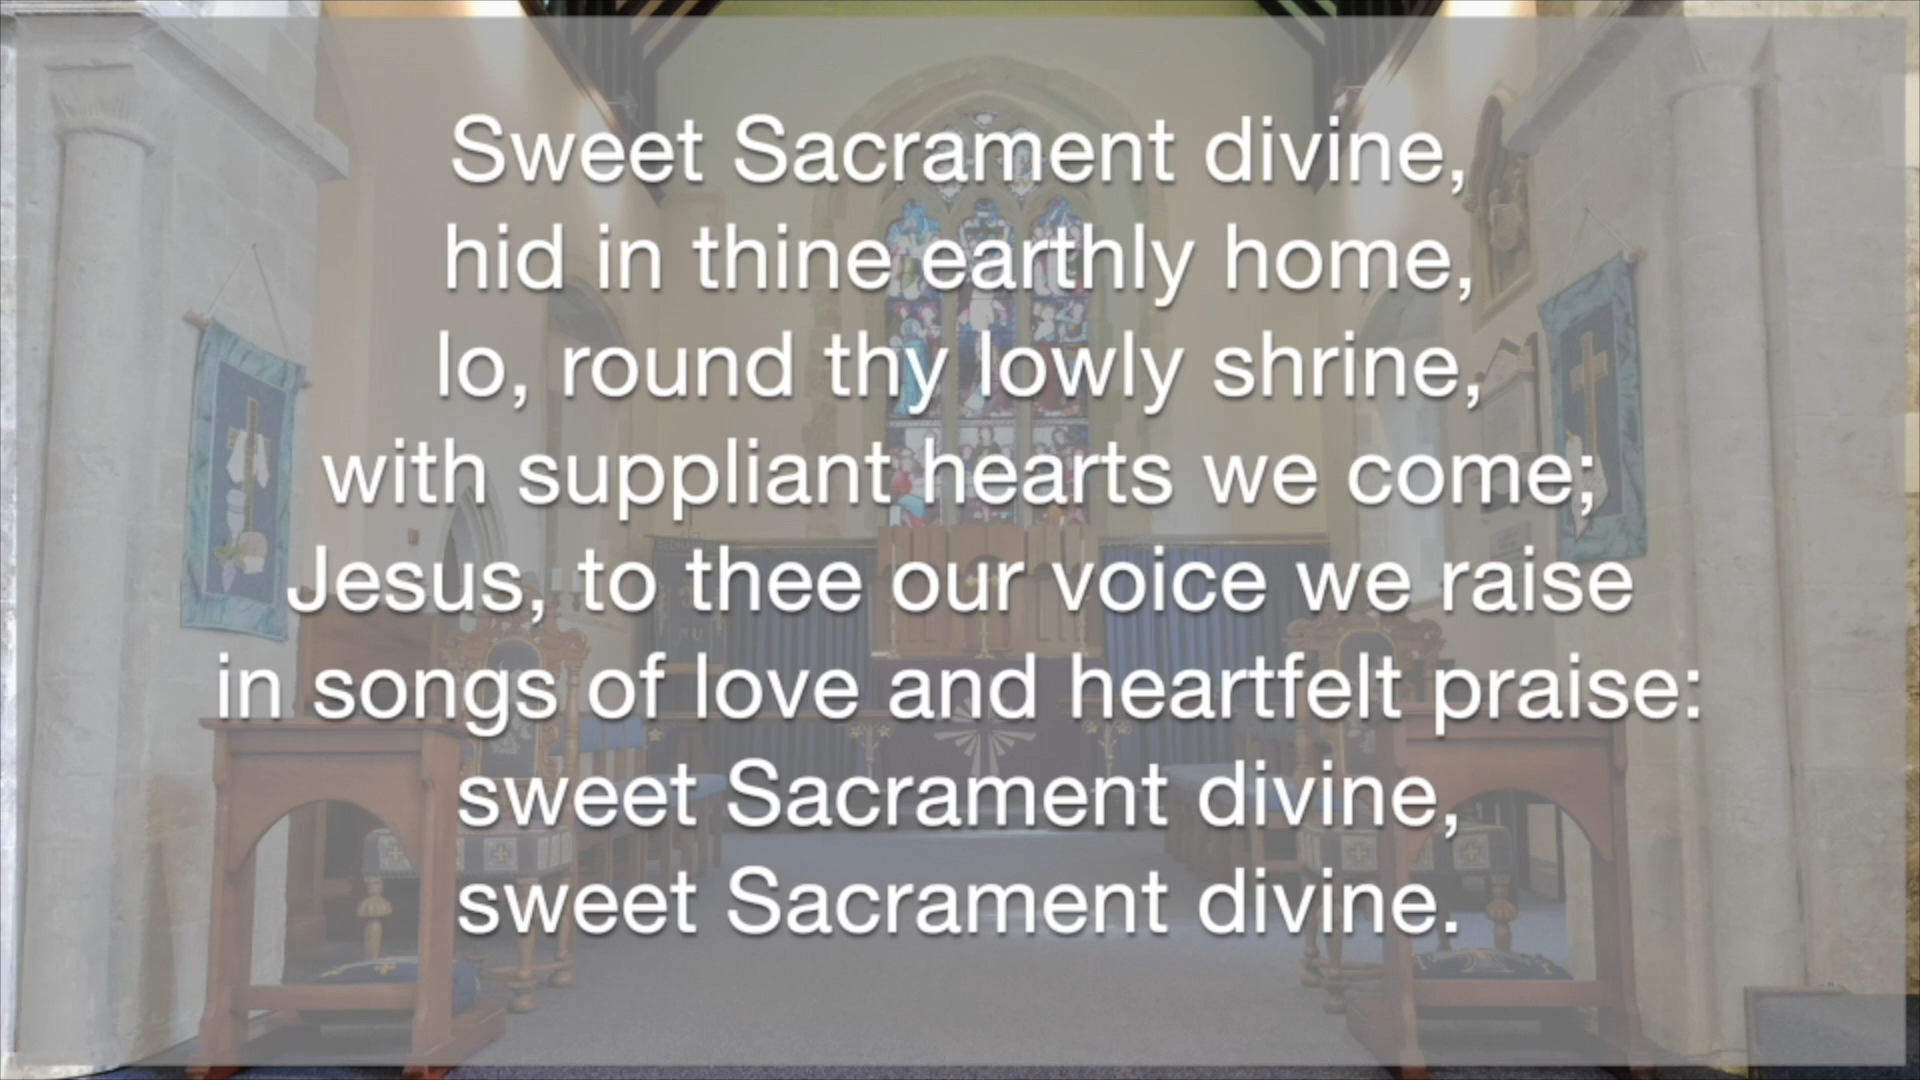 Sweet Sacrament divine,
hid in thine earthly home,
lo, round thy lowly shrine,
with suppliant hearts we come;
Jesus, to thee our voice we raise
in songs of love and heartfelt praise:
sweet Sacrament divine,
sweet Sacrament divine.